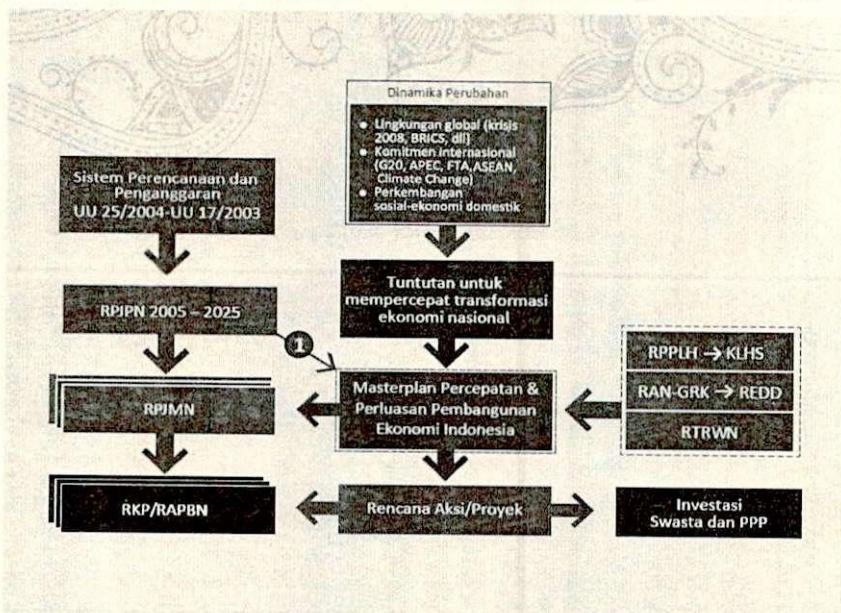 Dinamika Perubahan
● Lingkungan global (krisis
2008, BRICS, dll)
● Komitmen Internasional
(G20, APEC, FTA, ASEAN,
Climate Change)
● Perkembangan
sosial-ekonomi domestik
Sistem Perencanaan dan
Penganggaran
UU 25/2004-UU 17/2003
Tuntutan untuk
mempercepat transformasi
ekonomi nasional
RPJPN 2005 – 2025
1
RPPLH → KLHS
RAN-GRK → REDD
RTRWN
Masterplan Percepatan &
Perluasan Pembangunan
Ekonomi Indonesia
RPJMN
RKP/RAPBN
Rencana Aksi/Proyek
Investasi
Swasta dan PPP